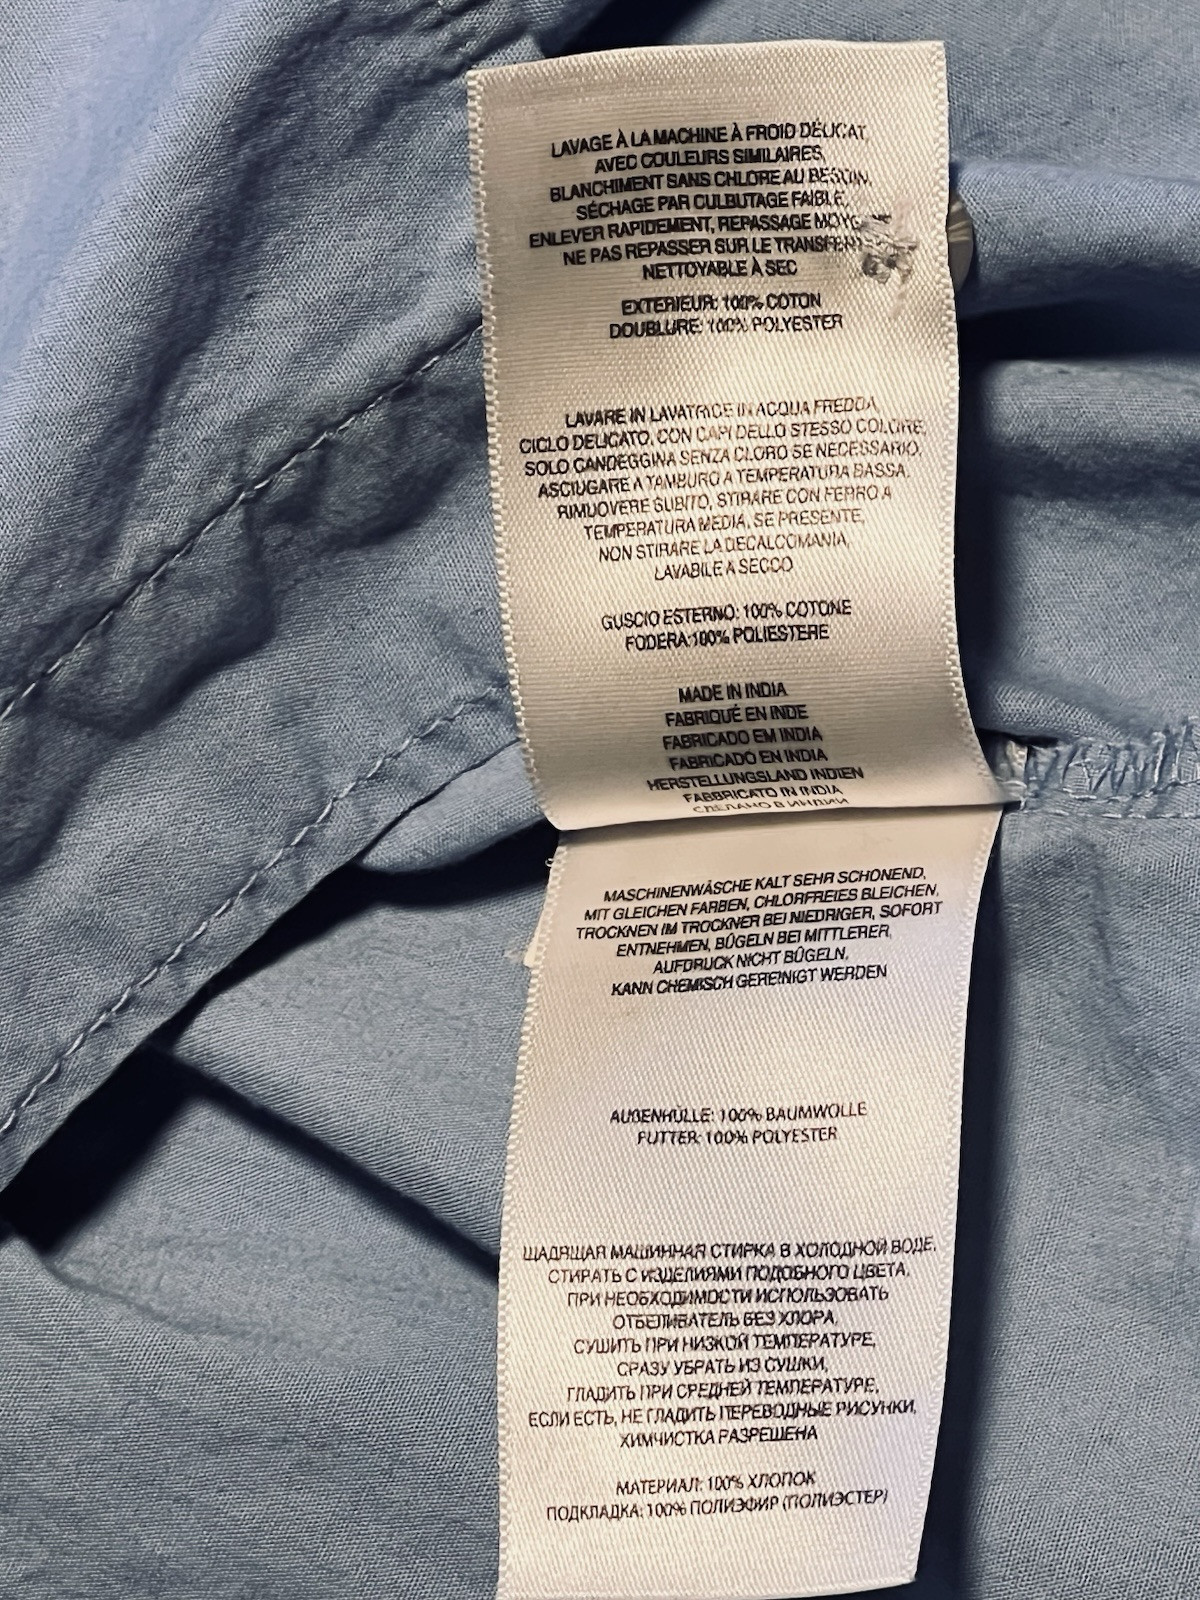 LAVAGE À LA MACHINE À FROID DÉLICAT,
AVEC COULEURS SIMILAIRES,
BLANCHIMENT SANS CHLORE AU BESOIN,
SÉCHAGE PAR CULBUTAGE FAIBLE,
ENLEVER RAPIDEMENT, REPASSAGE
NE PAS REPASSER SUR LE TRANSFERT
NETTOYABLE À SEC
EXTERIEUR: 100% COTON
DOUBLURE: 100% POLYESTER
LAVARE IN LAVATRICE IN ACQUA FREDDA,
CICLO DELICATO, CON CAPI DELLO STESSO COLORE,
SOLO CANDEGGINA SENZA CLORO SE NECESSARIO,
ASCIUGARE A TAMBURO A TEMPERATURA BASSA,
RIMUOVERE SUBITO, STIRARE CON FERRO A
TEMPERATURA MEDIA, SE PRESENTE,
NON STIRARE LA DECALCOMANIA,
LAVABILE A SECCO
GUSCIO ESTERNO: 100% COTONE
FODERA:100% POLIESTERE
MADE IN INDIA
FABRIQUÉ EN INDE
FABRICADO EM INDIA
FABRICADO EN INDIA
HERSTELLUNGSLAND INDIEN
FABBRICATO IN INDIA
СДЕЛАНО В ИНДИИ
MASCHINENWÄSCHE KALT SEHR SCHONEND,
MIT GLEICHEN FARBEN, CHLORFREIES BLEICHEN,
TROCKNEN IM TROCKNER BEI NIEDRIGER, SOFORT
ENTNEHMEN, BÜGELN BEI MITTLERER,
AUFDRUCK NICHT BÜGELN,
KANN CHEMISCH GEREINIGT WERDEN
AUßENHÜLLE: 100% BAUMWOLLE
FUTTER: 100% POLYESTER
ЩАДЯЩАЯ МАШИННАЯ СТИРКА В ХОЛОДНОЙ ВОДЕ,
СТИРАТЬ С ИЗДЕЛИЯМИ ПОДОБНОГО ЦВЕТА,
ПРИ НЕОБХОДИМОСТИ ИСПОЛЬЗОВАТЬ
ОТБЕЛИВАТЕЛЬ БЕЗ ХЛОРА,
СУШИТЬ ПРИ НИЗКОЙ ТЕМПЕРАТУРЕ,
СРАЗУ УБРАТЬ ИЗ СУШКИ,
ГЛАДИТЬ ПРИ СРЕДНЕЙ ТЕМПЕРАТУРЕ,
ЕСЛИ ЕСТЬ, НЕ ГЛАДИТЬ ПЕРЕВОДНЫЕ РИСУНКИ,
ХИМЧИСТКА РАЗРЕШЕНА
МАТЕРИАЛ: 100% ХЛОПОК
ПОДКЛАДКА: 100% ПОЛИЭФИР (ПОЛИЭСТЕР)